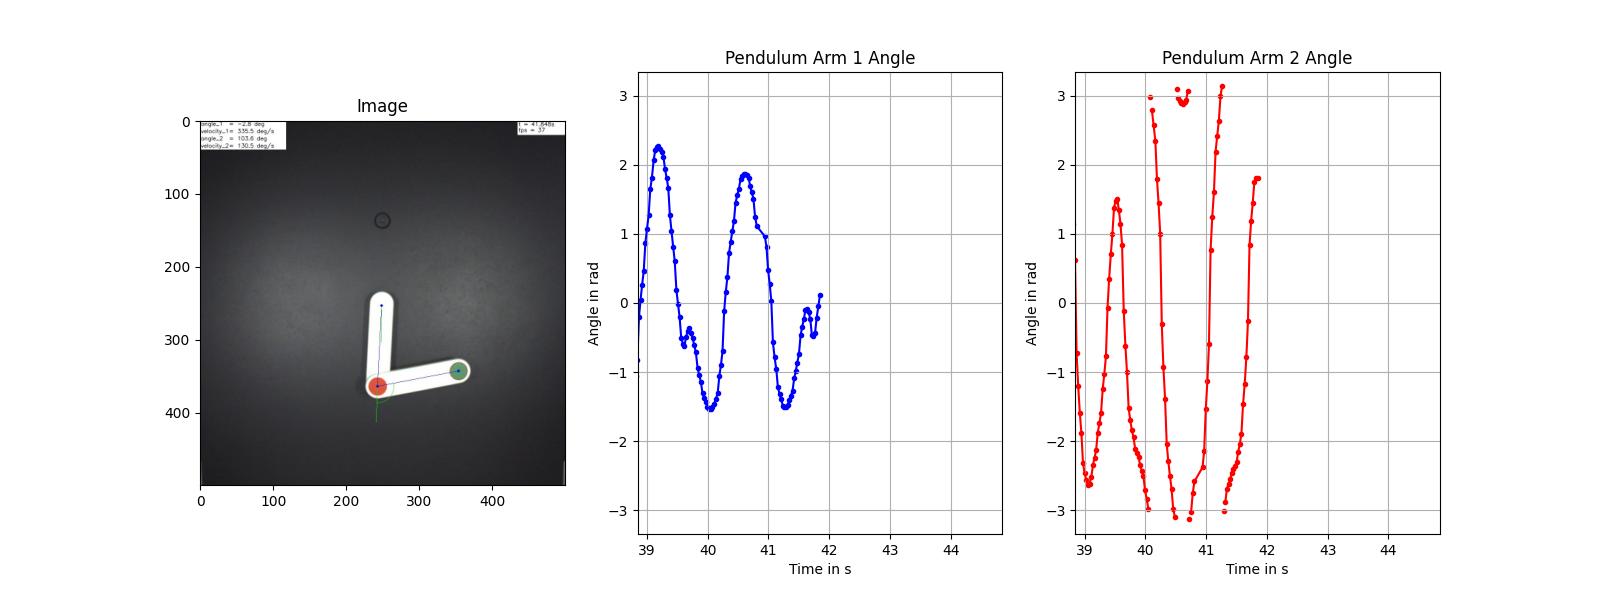 Image
angle_1 = -2.8 deg
velocity_1= 335.5 deg/s
angle_2 = 103.6 deg
velocity_2= 130.5 deg/s
t = 41.848s
fps = 37
0
100
200
300
400
0 100 200 300 400
Pendulum Arm 1 Angle
Angle in rad
3
2
1
0
−1
−2
−3
39 40 41 42 43 44
Time in s
Pendulum Arm 2 Angle
Angle in rad
3
2
1
0
−1
−2
−3
39 40 41 42 43 44
Time in s